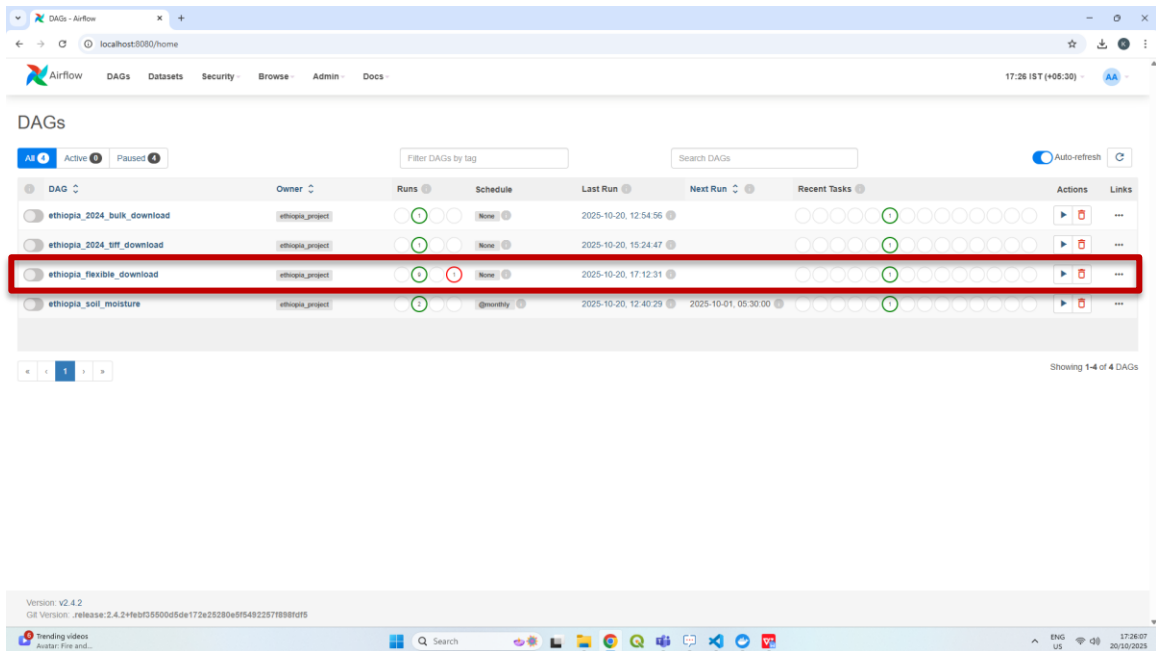 DAGs - Airflow
localhost:8080/home
K
Airflow DAGs Datasets Security Browse Admin Docs 17:26 IST (+05:30) AA
DAGs
All 4 Active 0 Paused 4 Filter DAGs by tag Search DAGs Auto-refresh
DAG Owner Runs Schedule Last Run Next Run Recent Tasks Actions Links
ethiopia_2024_bulk_download ethiopia_project 1 None 2025-10-20, 12:54:56 1
ethiopia_2024_tiff_download ethiopia_project 1 None 2025-10-20, 15:24:47 1
ethiopia_flexible_download ethiopia_project 1 None 2025-10-20, 17:12:31 1
ethiopia_soil_moisture ethiopia_project 2 @monthly 2025-10-20, 12:40:29 2025-10-01, 05:30:00 1
« ‹ 1 › » Showing 1-4 of 4 DAGs
Version: v2.4.2
Git Version: .release:2.4.2+febf35500d5de172e25280e5f5492257f898fdf5
6 Trending videos
Avatar: Fire and...
Search
ENG
US
17:26:07
20/10/2025